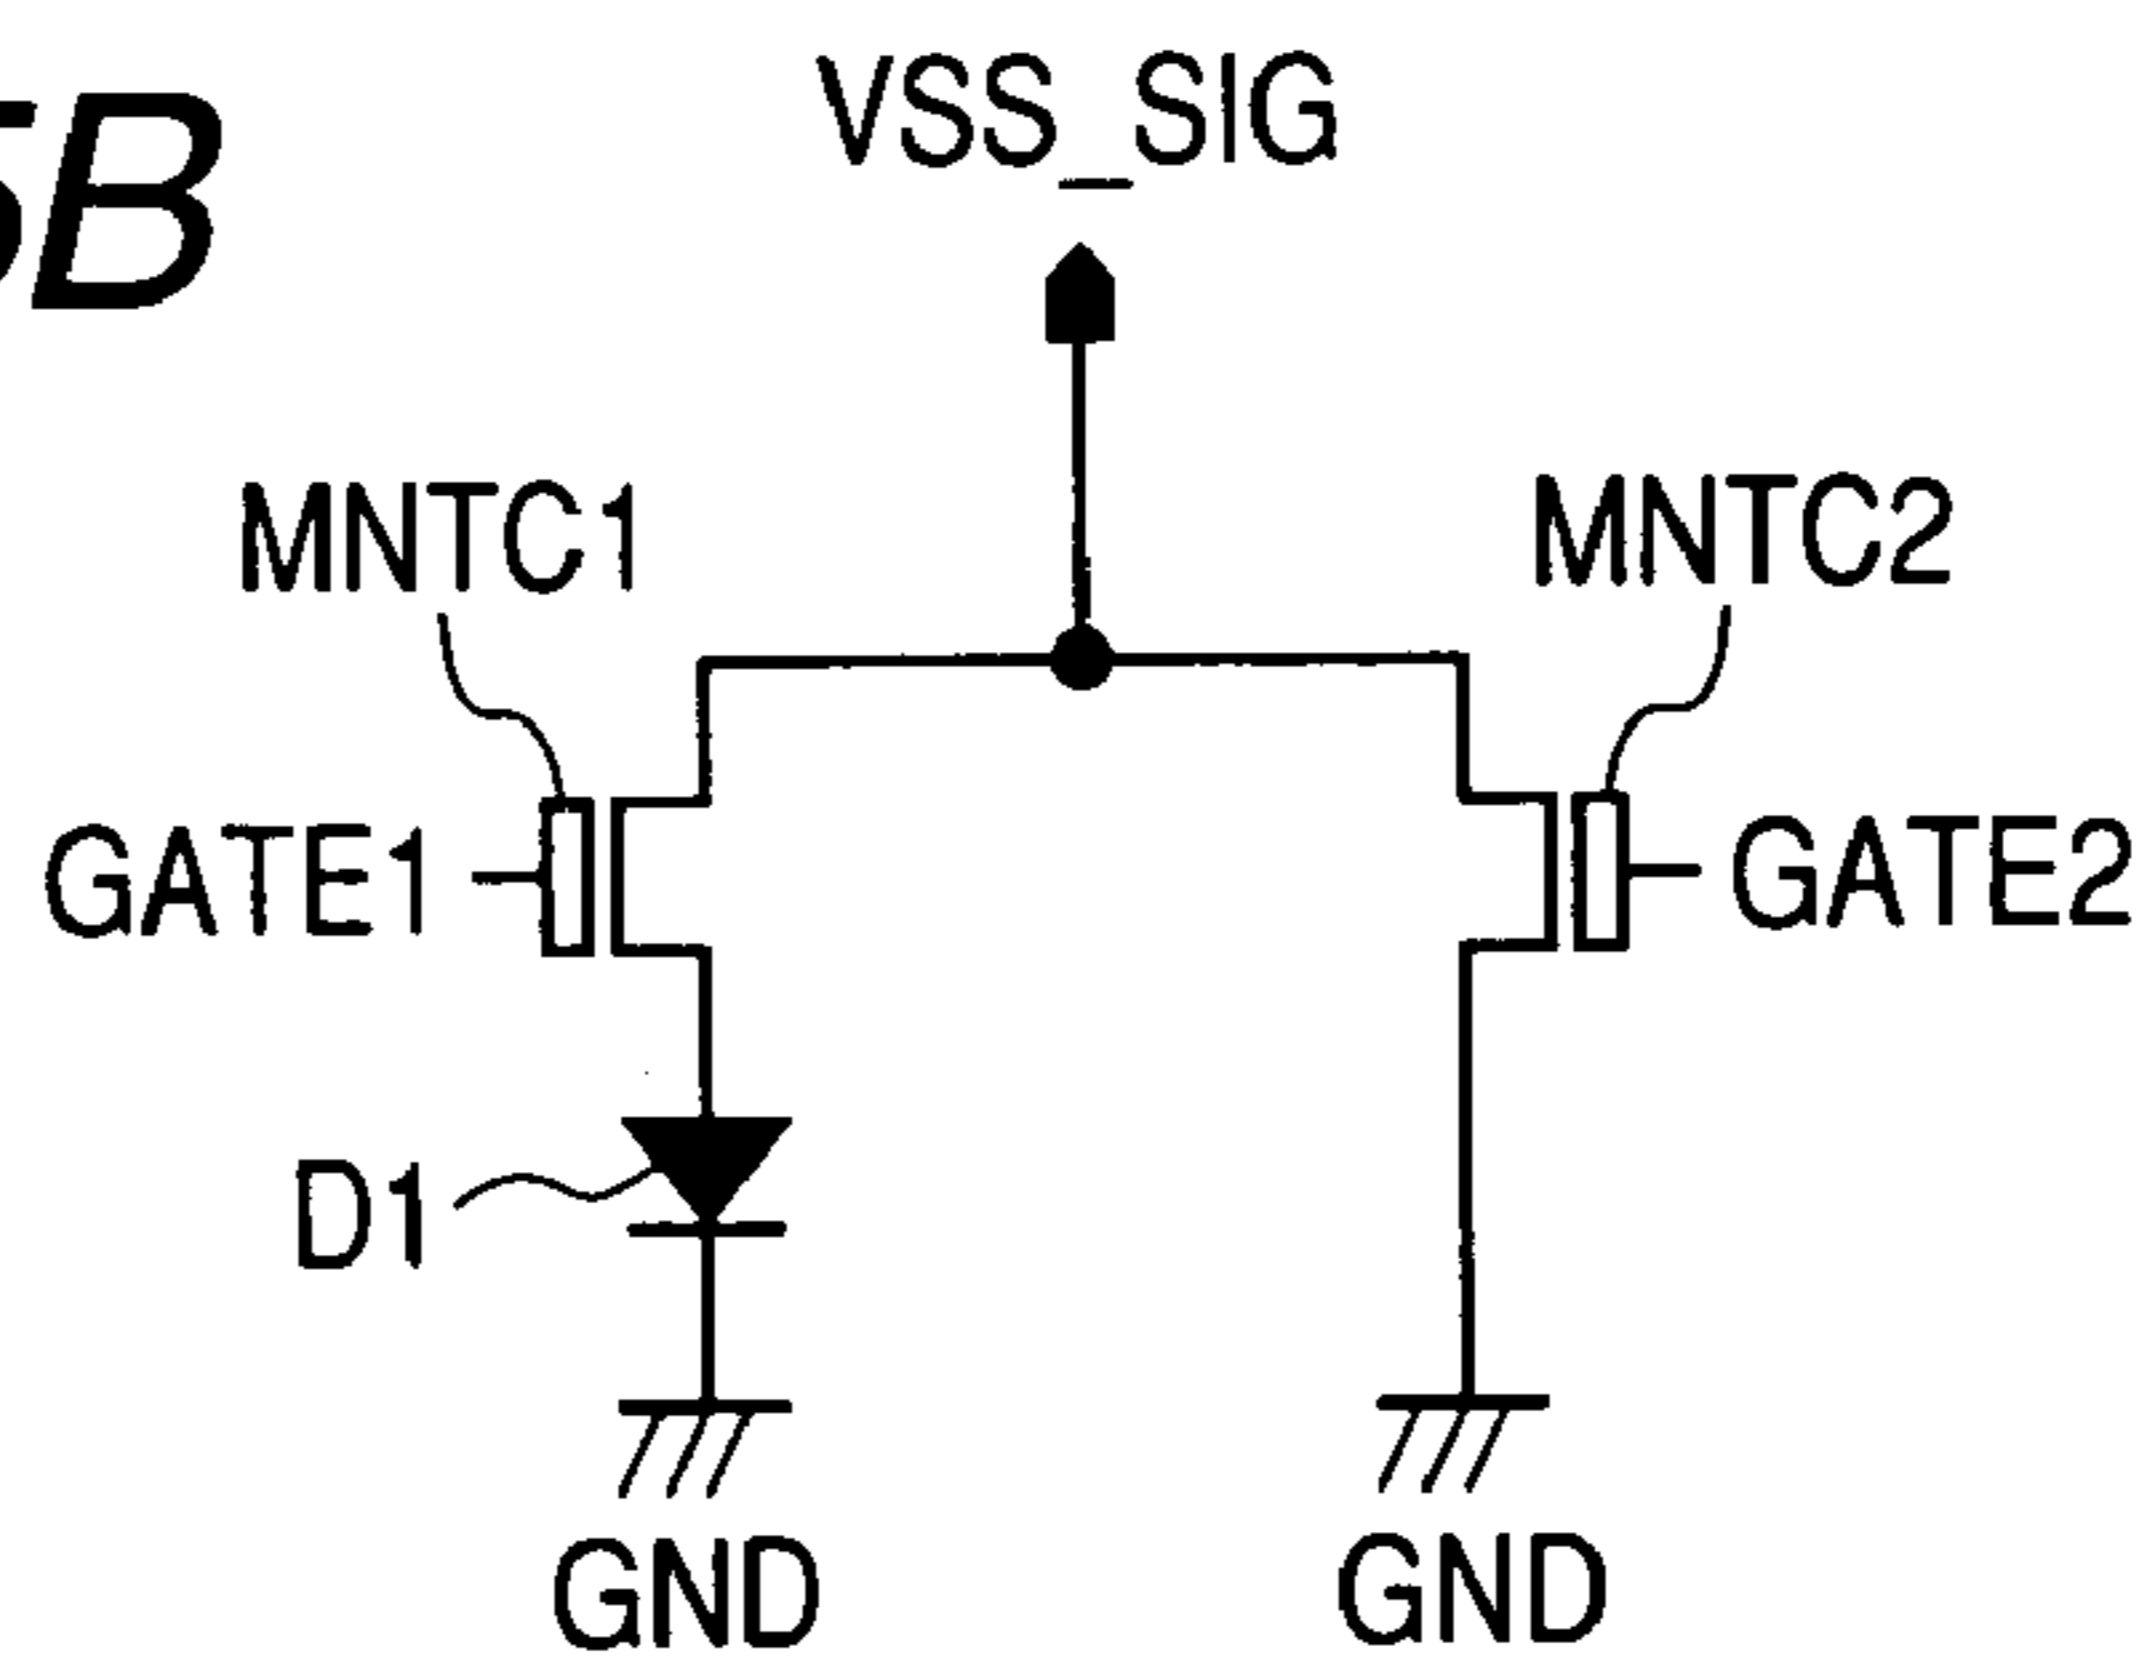 5B
VSS_SIG
MNTC1
MNTC2
GATE1
GATE2
D1
GND
GND